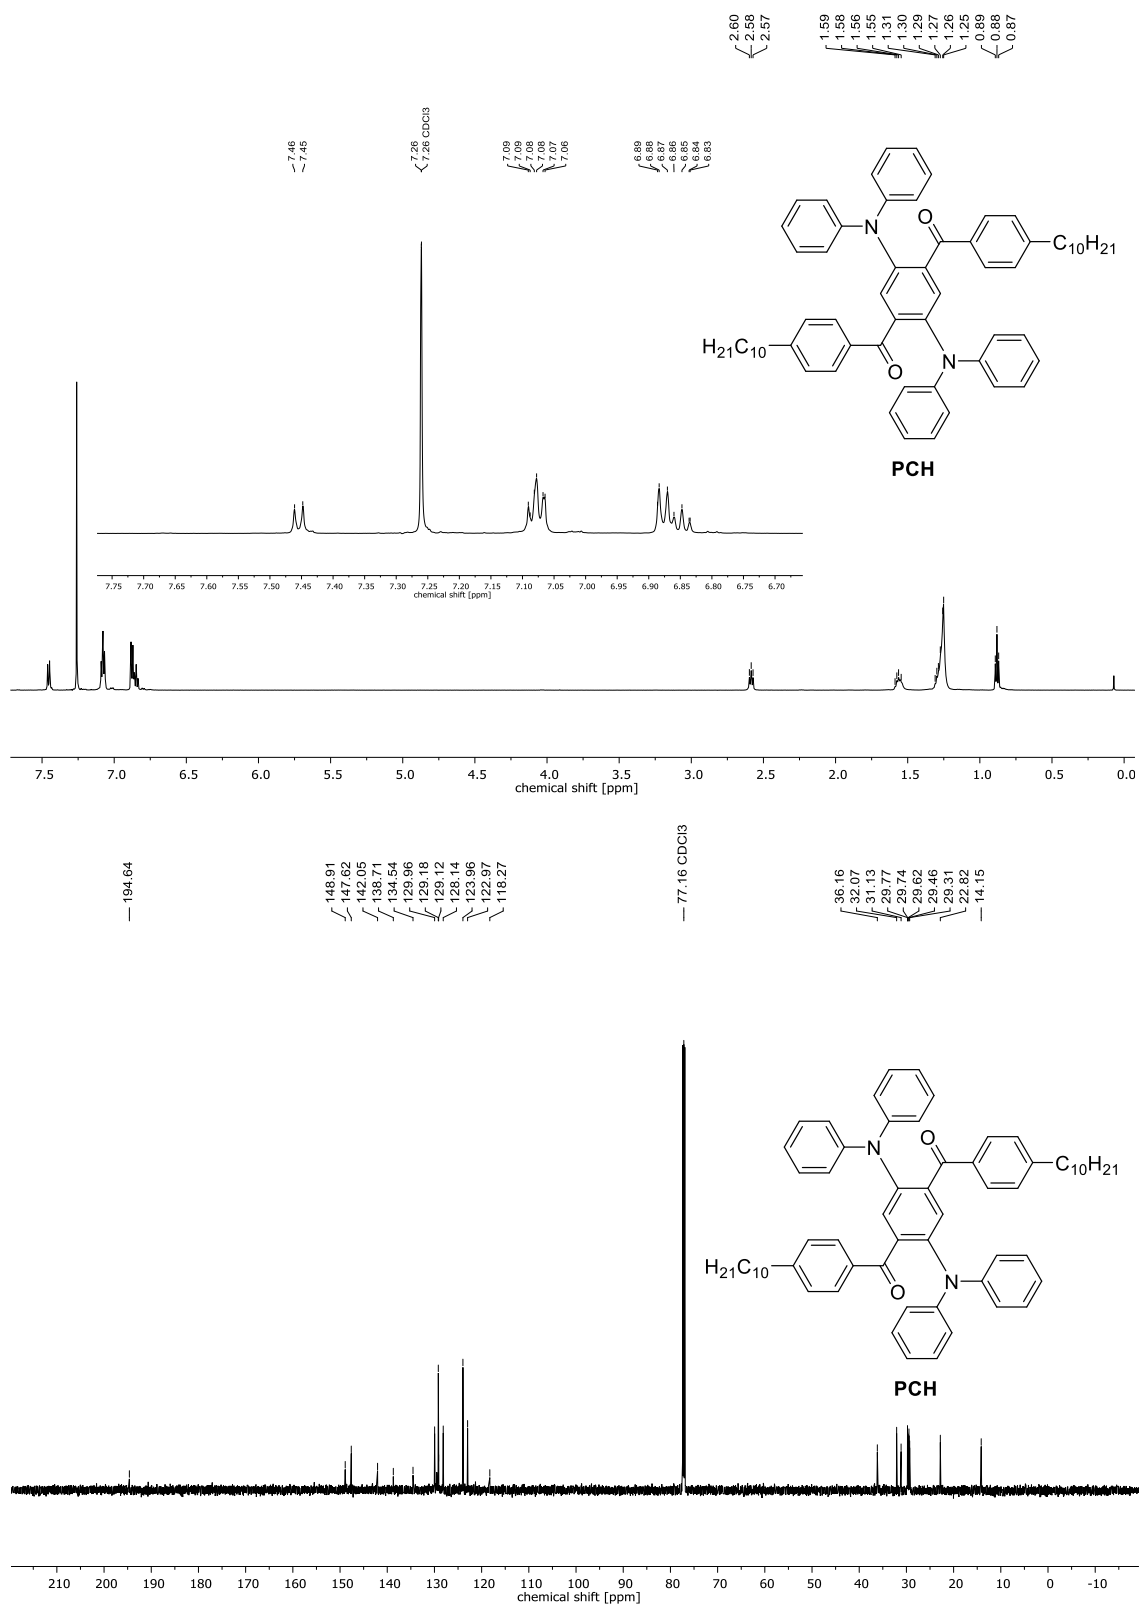 2.60
2.58
2.57
1.59
1.58
1.56
1.55
1.31
1.30
1.29
1.27
1.26
1.25
0.89
0.88
0.87
7.46
7.45
7.26
7.26 CDCl3
7.09
7.09
7.08
7.08
7.07
7.06
6.89
6.88
6.87
6.86
6.85
6.84
6.83
N
O
C10H21
H21C10
O
N
PCH
7.75 7.70 7.65 7.60 7.55 7.50 7.45 7.40 7.35 7.30 7.25 7.20 7.15 7.10 7.05 7.00 6.95 6.90 6.85 6.80 6.75 6.70
chemical shift [ppm]
7.5 7.0 6.5 6.0 5.5 5.0 4.5 4.0 3.5 3.0 2.5 2.0 1.5 1.0 0.5 0.0
chemical shift [ppm]
194.64
148.91
147.62
142.05
138.71
134.54
129.96
129.18
129.12
128.14
123.96
122.97
118.27
77.16 CDCl3
36.16
32.07
31.13
29.77
29.74
29.62
29.46
29.31
22.82
14.15
N
O
C10H21
H21C10
O
N
PCH
210 200 190 180 170 160 150 140 130 120 110 100 90 80 70 60 50 40 30 20 10 0 -10
chemical shift [ppm]